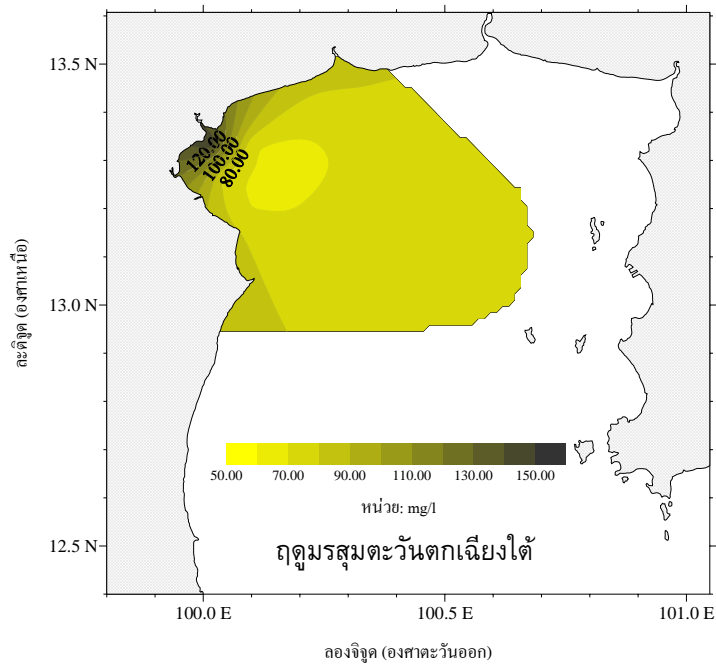 13.5 N
120.00
100.00
80.00
13.0 N
ละติจูด (องศาเหนือ)
50.00 70.00 90.00 110.00 130.00 150.00
หน่วย: mg/l
12.5 N
ฤดูมรสุมตะวันตกเฉียงใต้
100.0 E 100.5 E 101.0 E
ลองจิจูด (องศาตะวันออก)